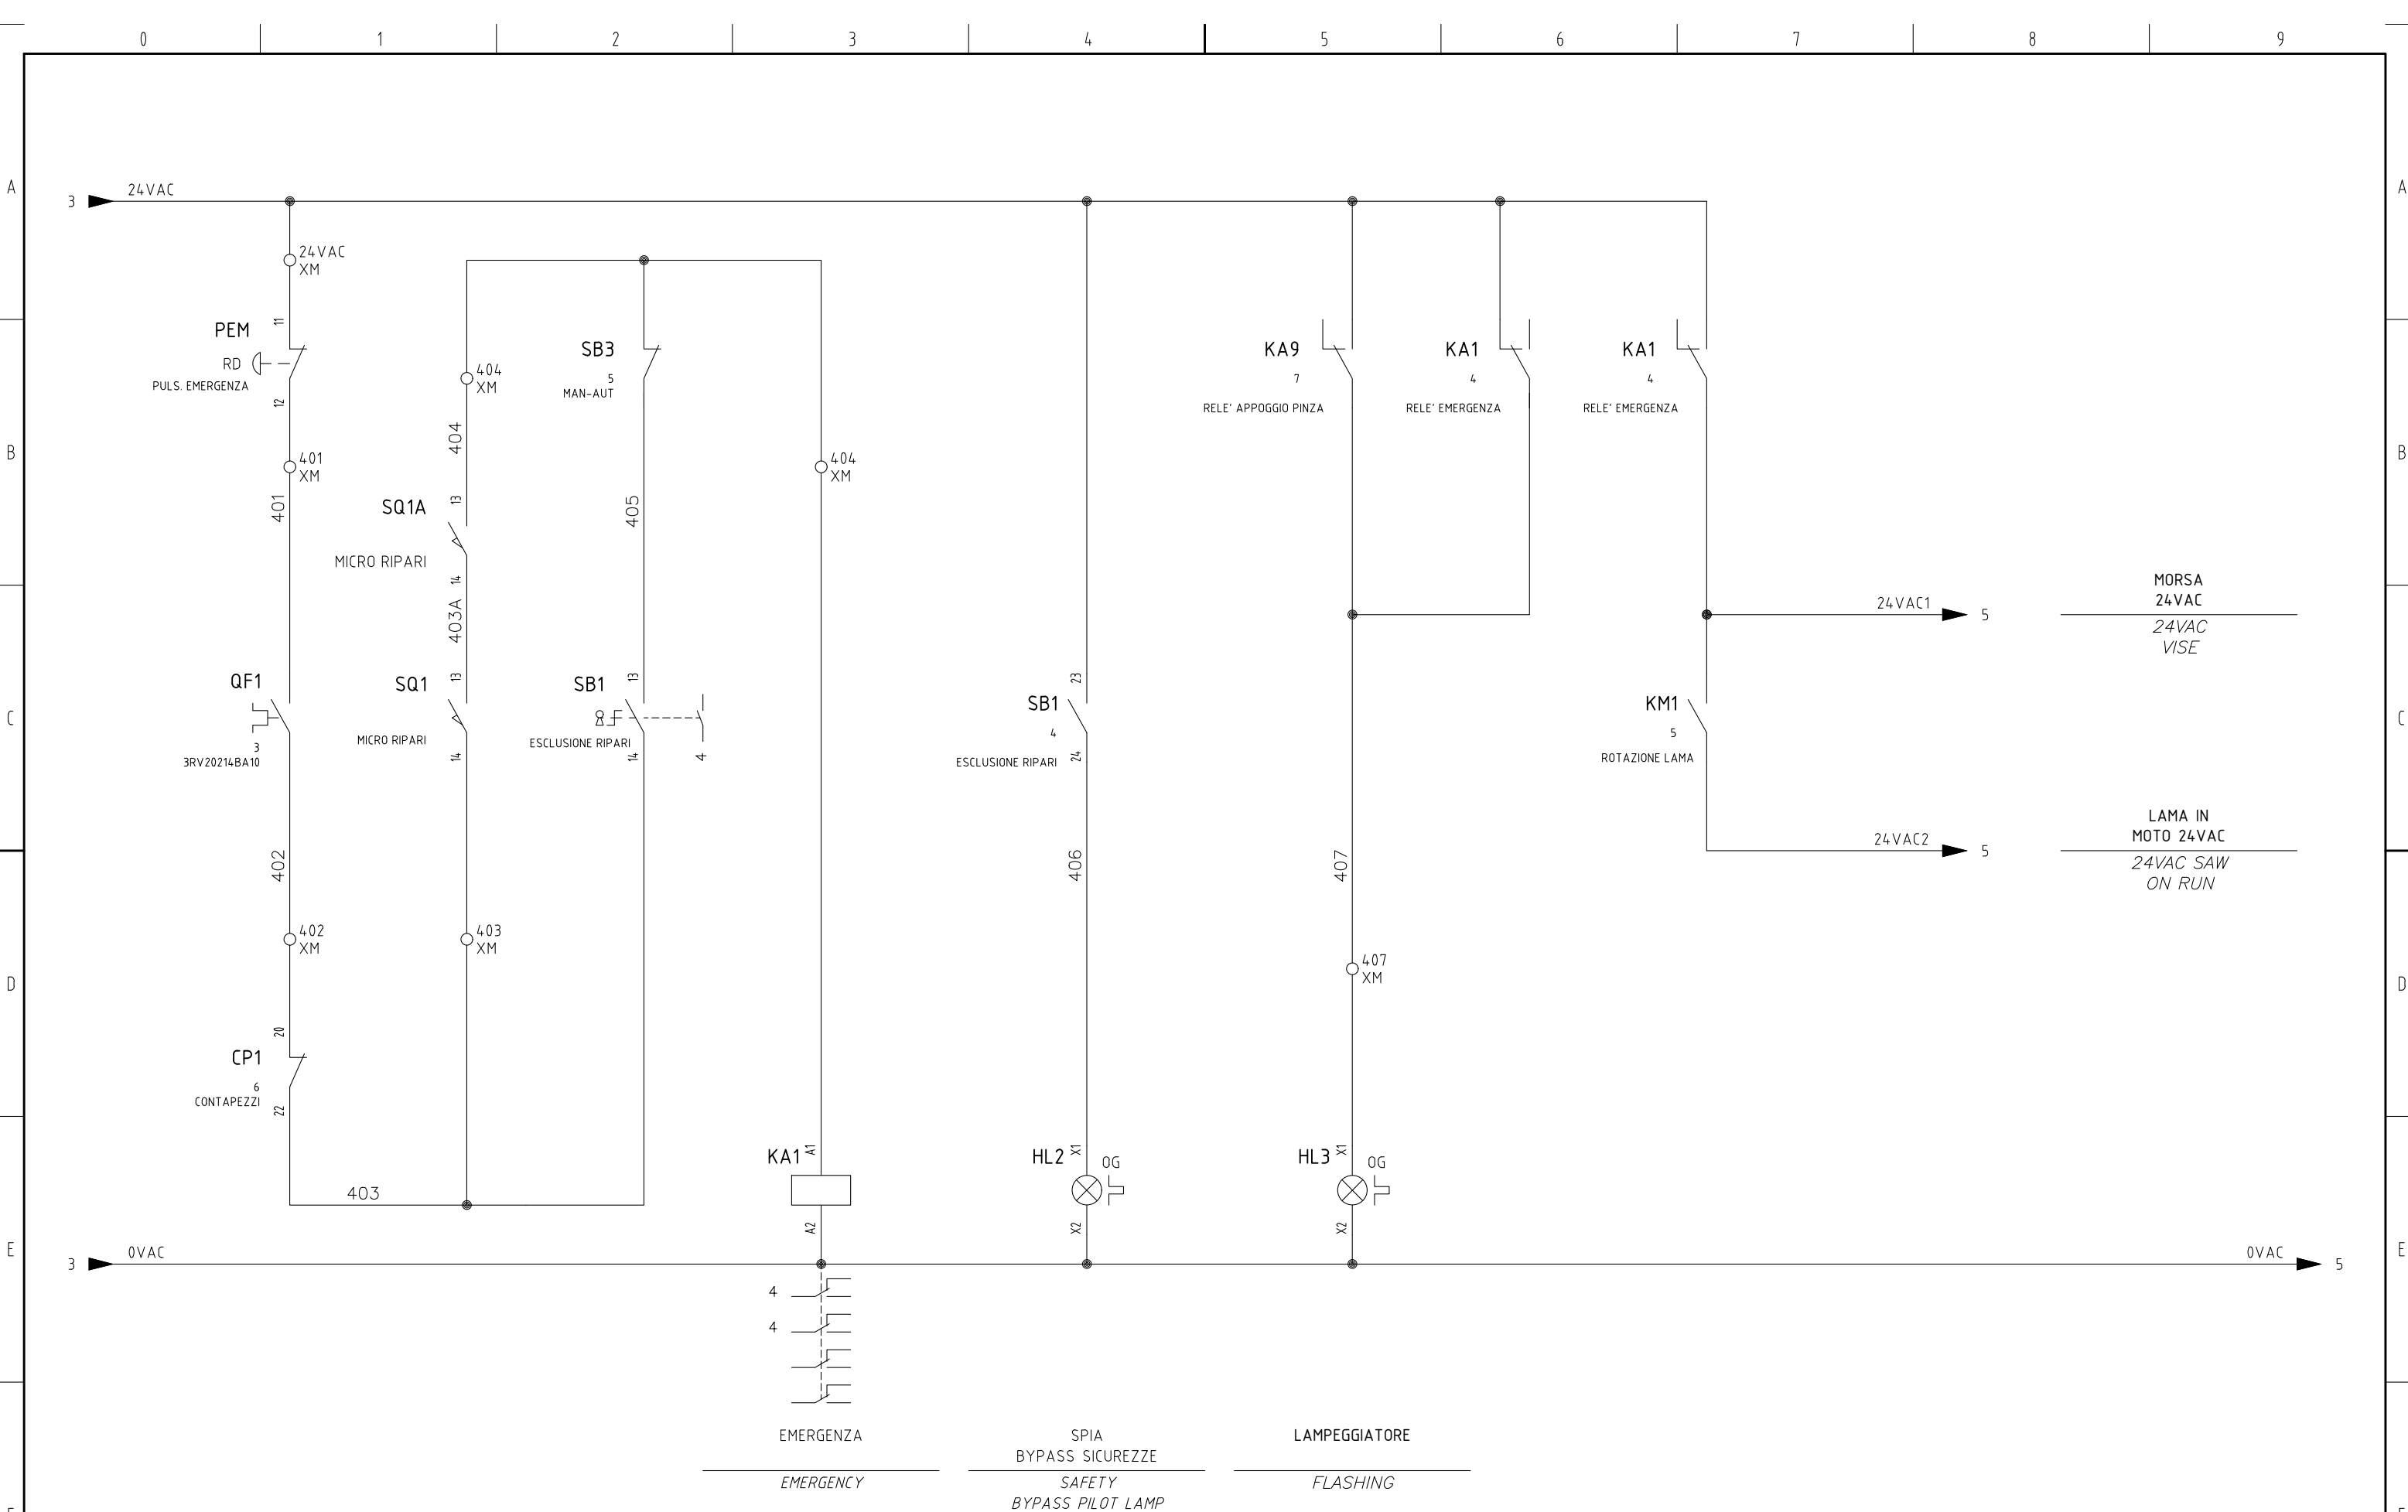 0 1 2 3 4 5 6 7 8 9
A A
3 24VAC
24VAC
XM
PEM
11
RD
PULS. EMERGENZA
12
404
XM
404
SB3
5
MAN-AUT
KA9
7
RELE' APPOGGIO PINZA
KA1
4
RELE' EMERGENZA
KA1
4
RELE' EMERGENZA
B B
401
XM
401
404
XM
SQ1A
13
MICRO RIPARI
14
405
403A
24VAC1 5
MORSA
24VAC
24VAC
VISE
QF1
3
3RV20214BA10
SQ1
13
MICRO RIPARI
14
SB1
13
ESCLUSIONE RIPARI
14
4
SB1
23
4
ESCLUSIONE RIPARI
24
KM1
5
ROTAZIONE LAMA
C C
24VAC2 5
LAMA IN
MOTO 24VAC
24VAC SAW
ON RUN
402
406
407
402
XM
403
XM
407
XM
D D
20
CP1
6
CONTAPEZZI
22
KA1
A1
A2
HL2
X1
OG
X2
HL3
X1
OG
X2
403
E E
3 0VAC
0VAC 5
4
4
EMERGENZA
EMERGENCY
SPIA
BYPASS SICUREZZE
SAFETY
BYPASS PILOT LAMP
LAMPEGGIATORE
FLASHING